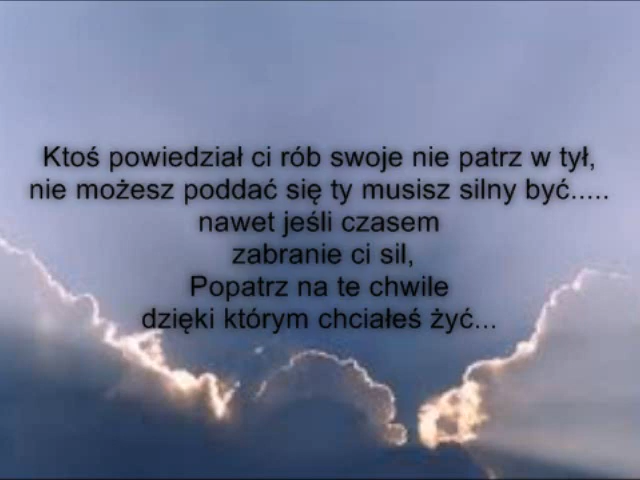 Ktoś powiedział ci rób swoje nie patrz w tył,
nie możesz poddać się ty musisz silny być.....
nawet jeśli czasem
zabranie ci sil,
Popatrz na te chwile
dzięki którym chciałeś żyć...